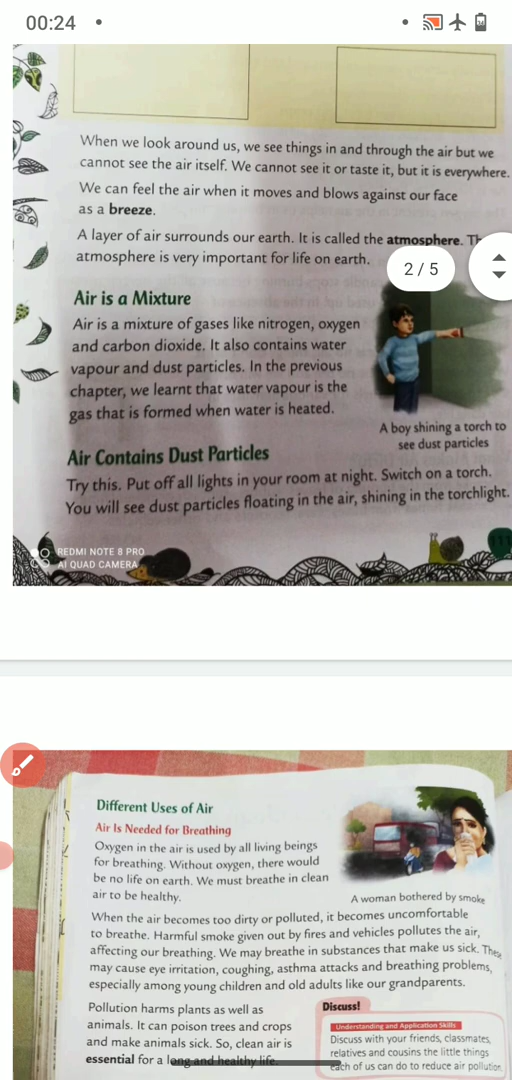 00:24
When we look around us, we see things in and through the air but we
cannot see the air itself. We cannot see it or taste it, but it is everywhere.
We can feel the air when it moves and blows against our face
as a breeze.
A layer of air surrounds our earth. It is called the atmosphere.
atmosphere is very important for life on earth.
2 / 5
Air is a Mixture
Air is a mixture of gases like nitrogen, oxygen
and carbon dioxide. It also contains water
vapour and dust particles. In the previous
chapter, we learnt that water vapour is the
gas that is formed when water is heated.
A boy shining a torch to
see dust particles
Air Contains Dust Particles
Try this. Put off all lights in your room at night. Switch on a torch.
You will see dust particles floating in the air, shining in the torchlight.
REDMI NOTE 8 PRO
AI QUAD CAMERA
Different Uses of Air
Air Is Needed for Breathing
Oxygen in the air is used by all living beings
for breathing. Without oxygen, there would
be no life on earth. We must breathe in clean
air to be healthy.
A woman bothered by smoke
When the air becomes too dirty or polluted, it becomes uncomfortable
to breathe. Harmful smoke given out by fires and vehicles pollutes the air,
affecting our breathing. We may breathe in substances that make us sick. These
may cause eye irritation, coughing, asthma attacks and breathing problems,
especially among young children and old adults like our grandparents.
Pollution harms plants as well as
animals. It can poison trees and crops
and make animals sick. So, clean air is
essential for a long and healthy life.
Discuss!
Understanding and Application Skills
Discuss with your friends, classmates,
relatives and cousins the little things
each of us can do to reduce air pollution.